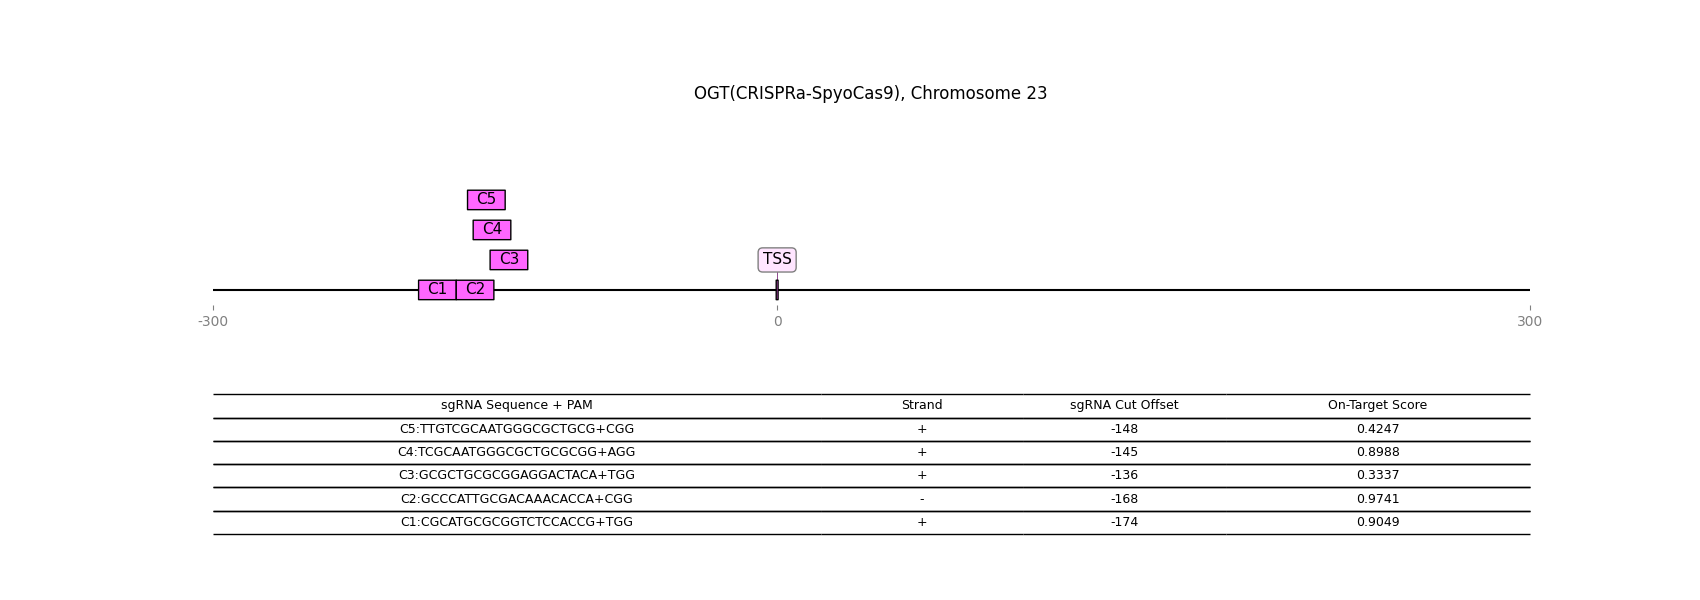 OGT(CRISPRa-SpyoCas9), Chromosome 23
C5
C4
C3
TSS
C1 C2
-300 0 300
sgRNA Sequence + PAM Strand sgRNA Cut Offset On-Target Score
C5:TTGTCGCAATGGGCGCTGCG+CGG + -148 0.4247
C4:TCGCAATGGGCGCTGCGCGG+AGG + -145 0.8988
C3:GCGCTGCGCGGAGGACTACA+TGG + -136 0.3337
C2:GCCCATTGCGACAAACACCA+CGG - -168 0.9741
C1:CGCATGCGCGGTCTCCACCG+TGG + -174 0.9049